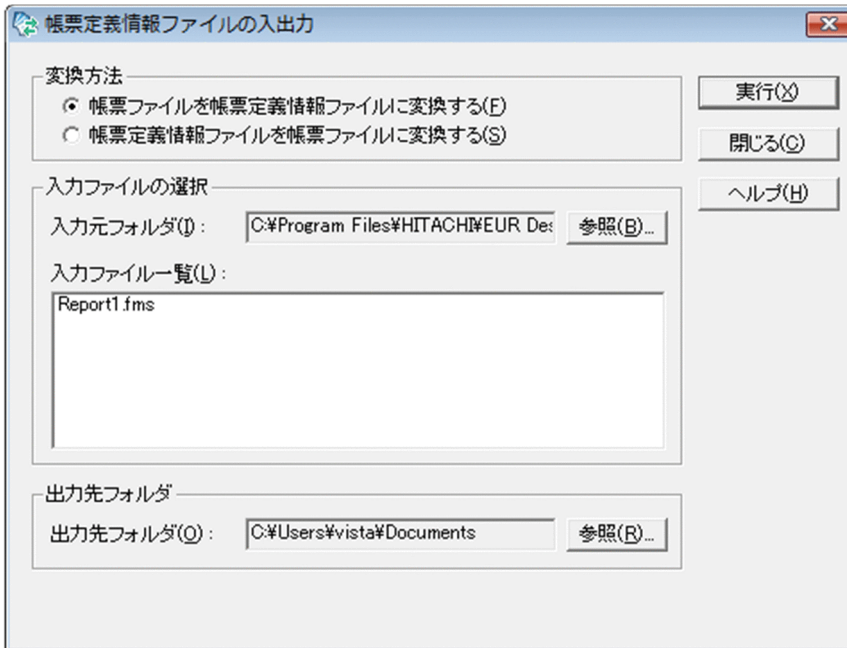 帳票定義情報ファイルの入出力
変換方法
帳票ファイルを帳票定義情報ファイルに変換する(F)
帳票定義情報ファイルを帳票ファイルに変換する(S)
実行(X)
閉じる(C)
ヘルプ(H)
入力ファイルの選択
入力元フォルダ(I) : C:¥Program Files¥HITACHI¥EUR Des 参照(B)...
入力ファイル一覧(L) :
Report1.fms
出力先フォルダ
出力先フォルダ(O) : C:¥Users¥vista¥Documents 参照(R)...